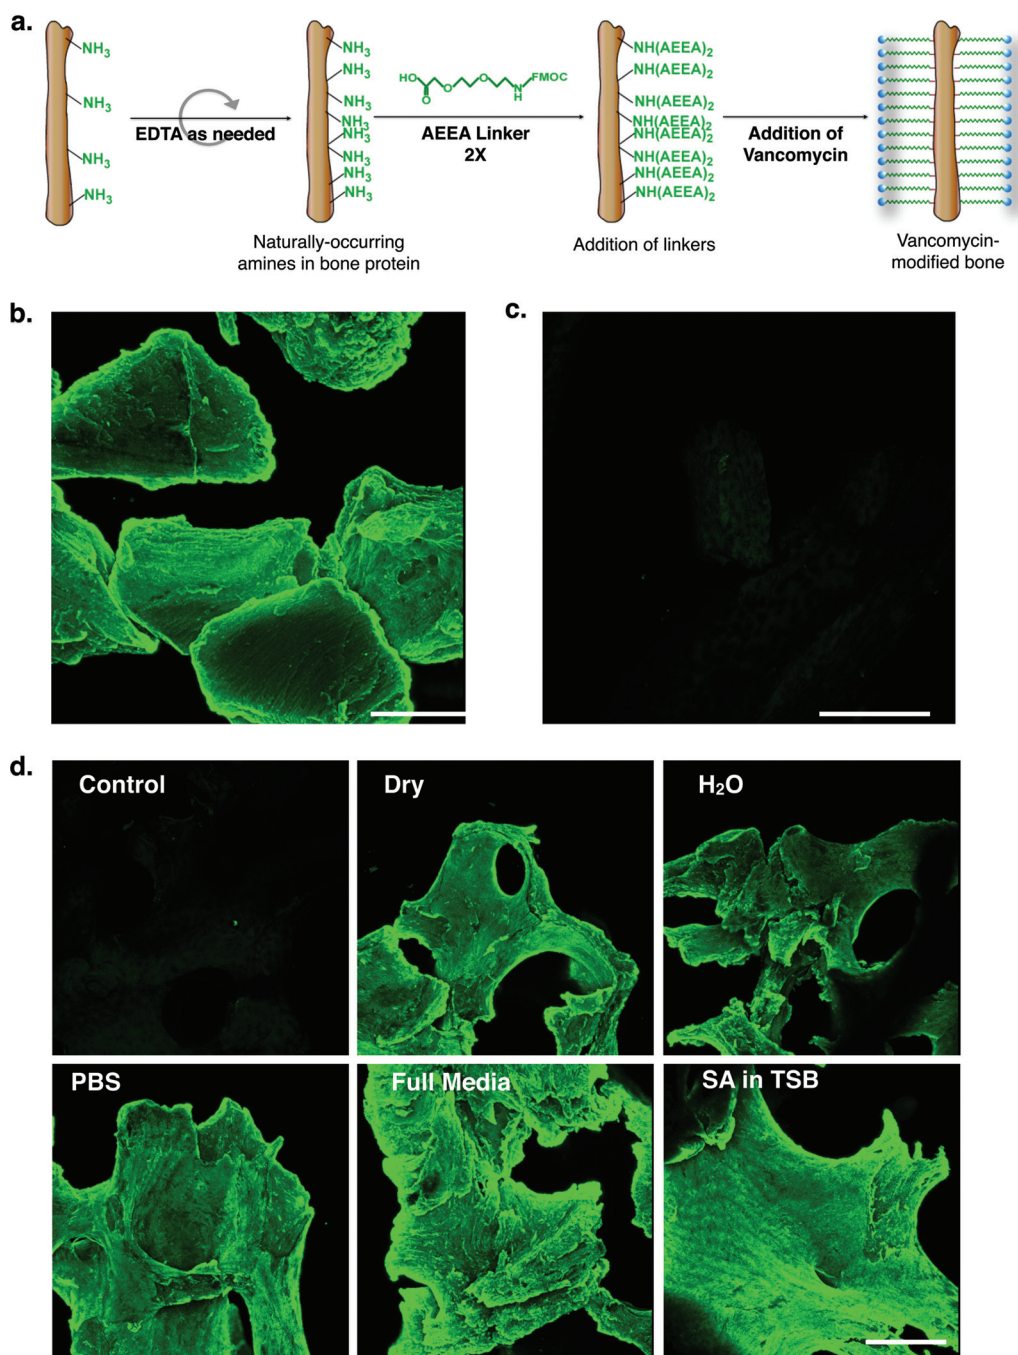 a.
NH3
NH3
NH3
NH3
EDTA as needed
NH3
NH3
NH3
NH3
NH3
NH3
NH3
NH3
HO
O
O
O
N
H
FMOC
AEEA Linker
2X
NH(AEEA)2
NH(AEEA)2
NH(AEEA)2
NH(AEEA)2
NH(AEEA)2
NH(AEEA)2
NH(AEEA)2
NH(AEEA)2
Addition of
Vancomycin
Naturally-occurring
amines in bone protein
Addition of linkers
Vancomycin-
modified bone
b.
c.
d.
Control
Dry
H2O
PBS
Full Media
SA in TSB